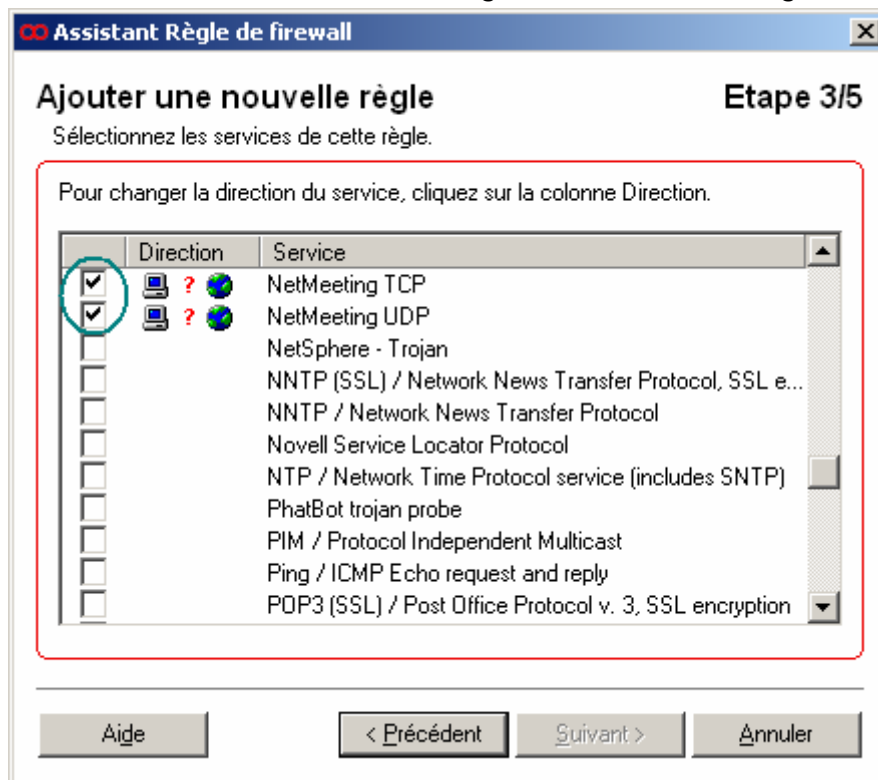 Assistant Règle de firewall
Ajouter une nouvelle règle Etape 3/5
Sélectionnez les services de cette règle.
Pour changer la direction du service, cliquez sur la colonne Direction.
Direction Service
? NetMeeting TCP
? NetMeeting UDP
NetSphere - Trojan
NNTP (SSL) / Network News Transfer Protocol, SSL e...
NNTP / Network News Transfer Protocol
Novell Service Locator Protocol
NTP / Network Time Protocol service (includes SNTP)
PhatBot trojan probe
PIM / Protocol Independent Multicast
Ping / ICMP Echo request and reply
POP3 (SSL) / Post Office Protocol v. 3, SSL encryption
Aide < Précédent Suivant > Annuler